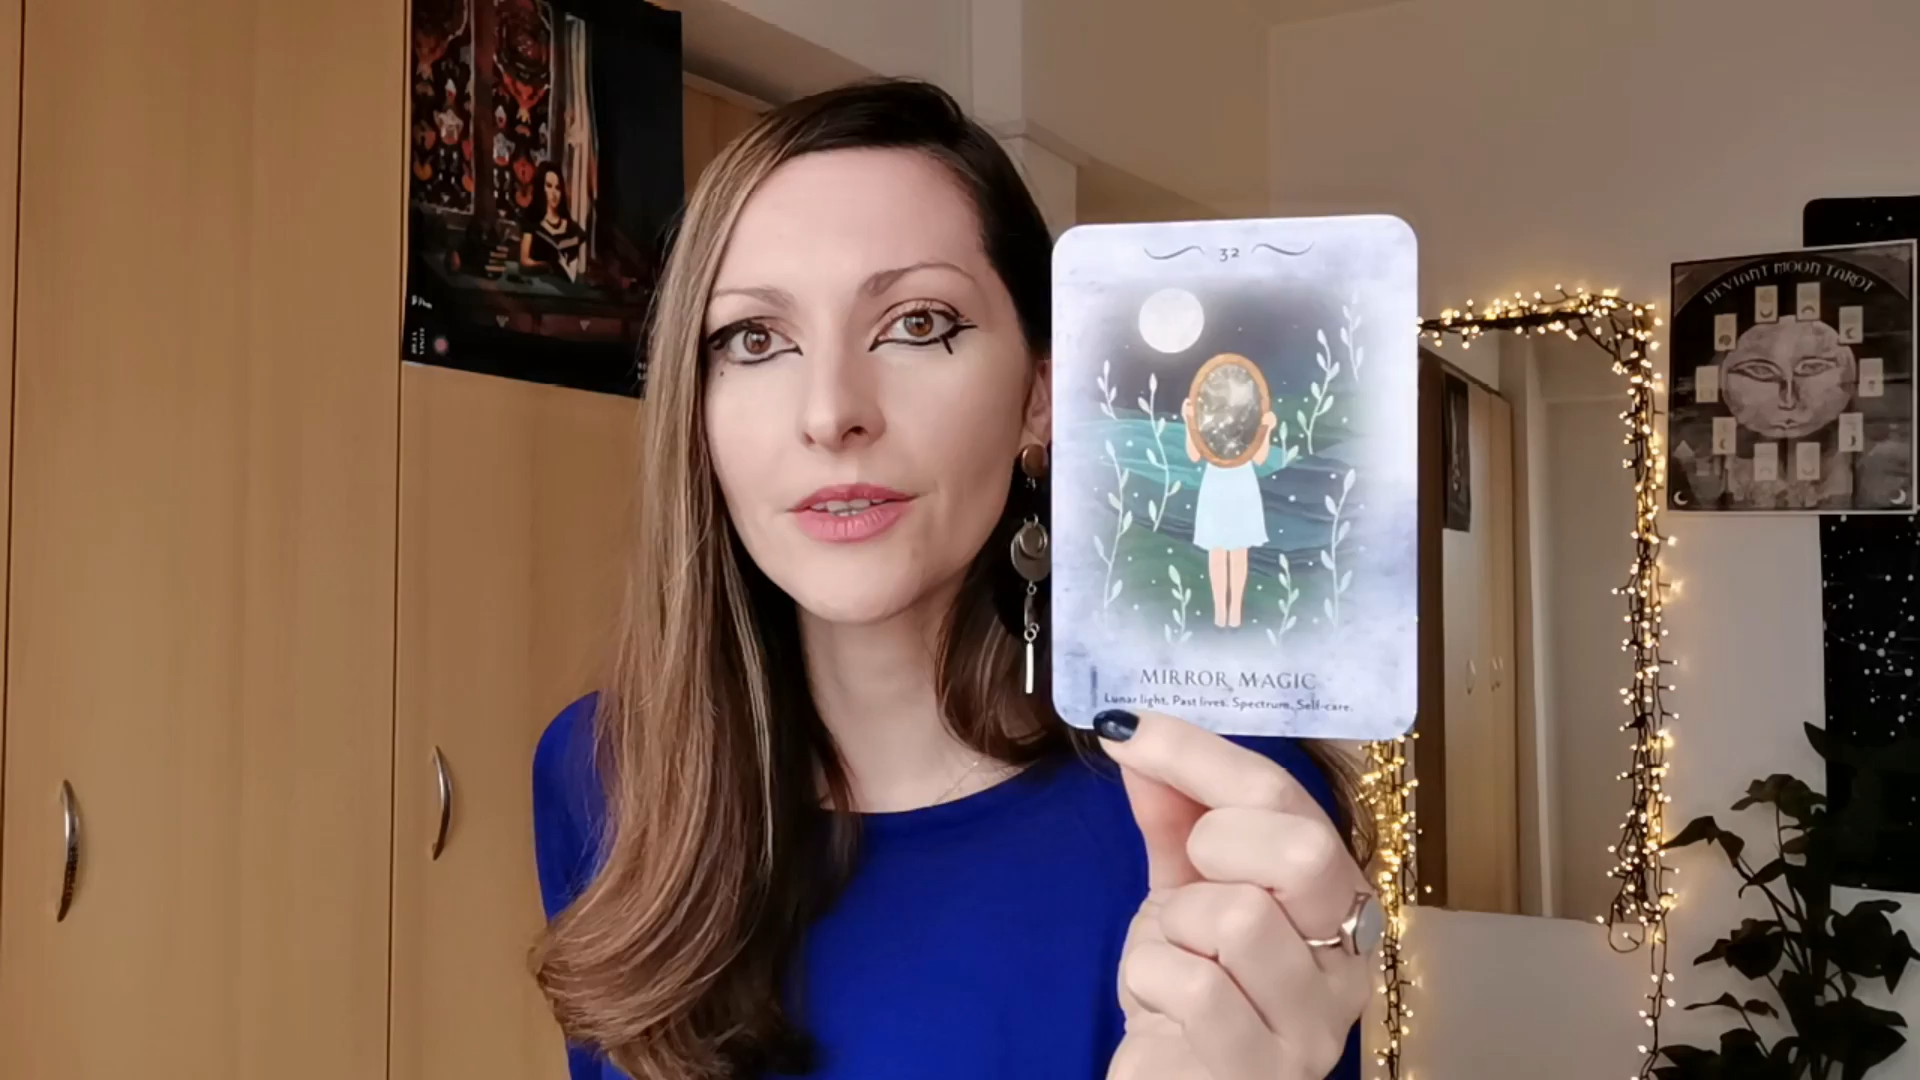 32
MIRROR MAGIC
Lunar light. Past lives. Spectrum. Self-care.
DEVIANT MOON TAROT